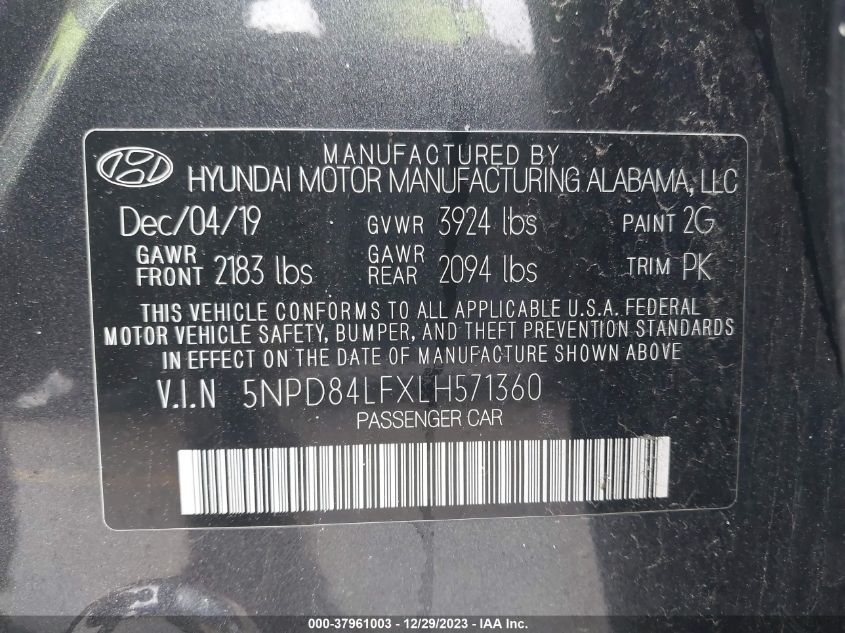 MANUFACTURED BY
HYUNDAI MOTOR MANUFACTURING ALABAMA, LLC
Dec/04/19 GVWR 3924 lbs PAINT 2G
GAWR FRONT 2183 lbs GAWR REAR 2094 lbs TRIM PK
THIS VEHICLE CONFORMS TO ALL APPLICABLE U.S.A. FEDERAL
MOTOR VEHICLE SAFETY, BUMPER, AND THEFT PREVENTION STANDARDS
IN EFFECT ON THE DATE OF MANUFACTURE SHOWN ABOVE
V.I.N 5NPD84LFXLH571360
PASSENGER CAR
000-37961003 - 12/29/2023 - IAA Inc.